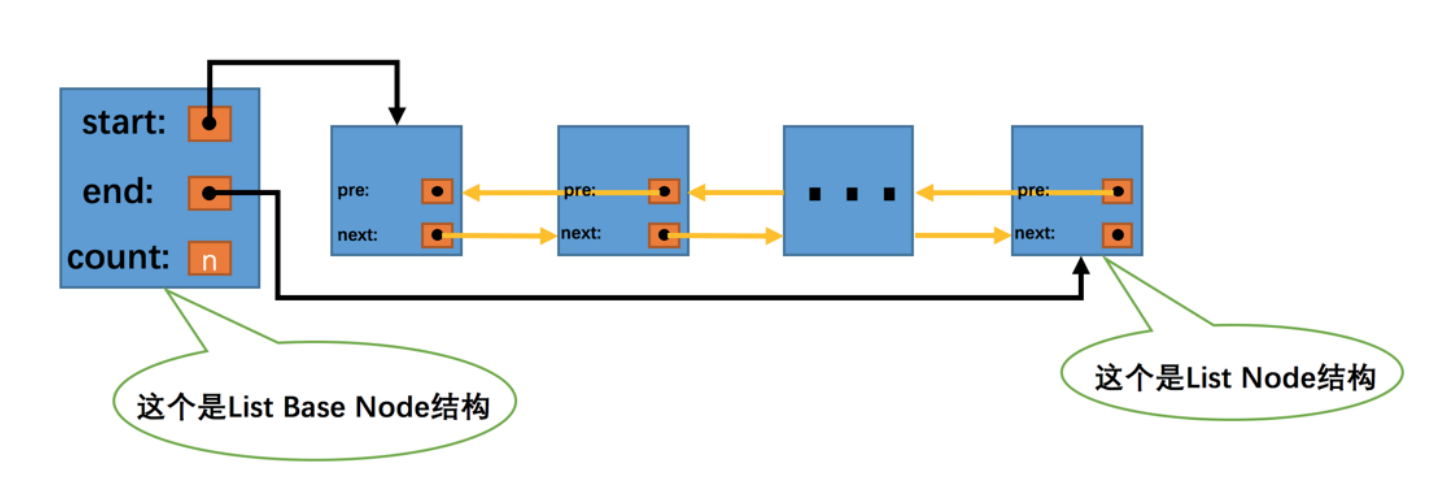 start:
end:
count: n
pre:
next:
pre:
next:
...
pre:
next:
这个是List Base Node结构
这个是List Node结构